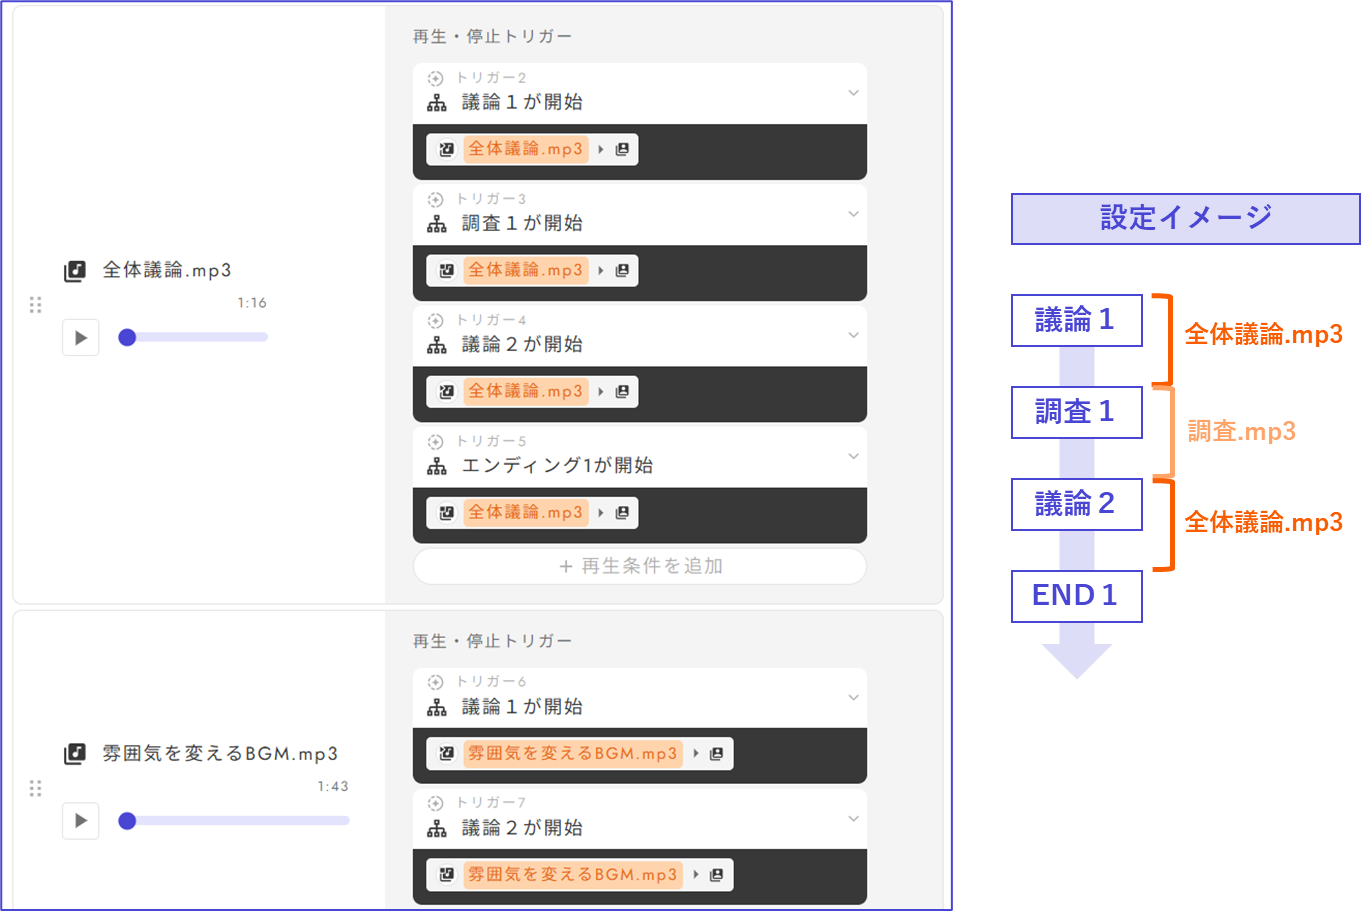 再生・停止トリガー
トリガー2
議論１が開始
全体議論.mp3
トリガー3
調査１が開始
全体議論.mp3
トリガー4
議論２が開始
全体議論.mp3
トリガー5
エンディング1が開始
全体議論.mp3
＋ 再生条件を追加
全体議論.mp3
1:16
再生・停止トリガー
トリガー6
議論１が開始
雰囲気を変えるBGM.mp3
トリガー7
議論２が開始
雰囲気を変えるBGM.mp3
雰囲気を変えるBGM.mp3
1:43
設定イメージ
議論１
全体議論.mp3
調査１
調査.mp3
議論２
全体議論.mp3
END１